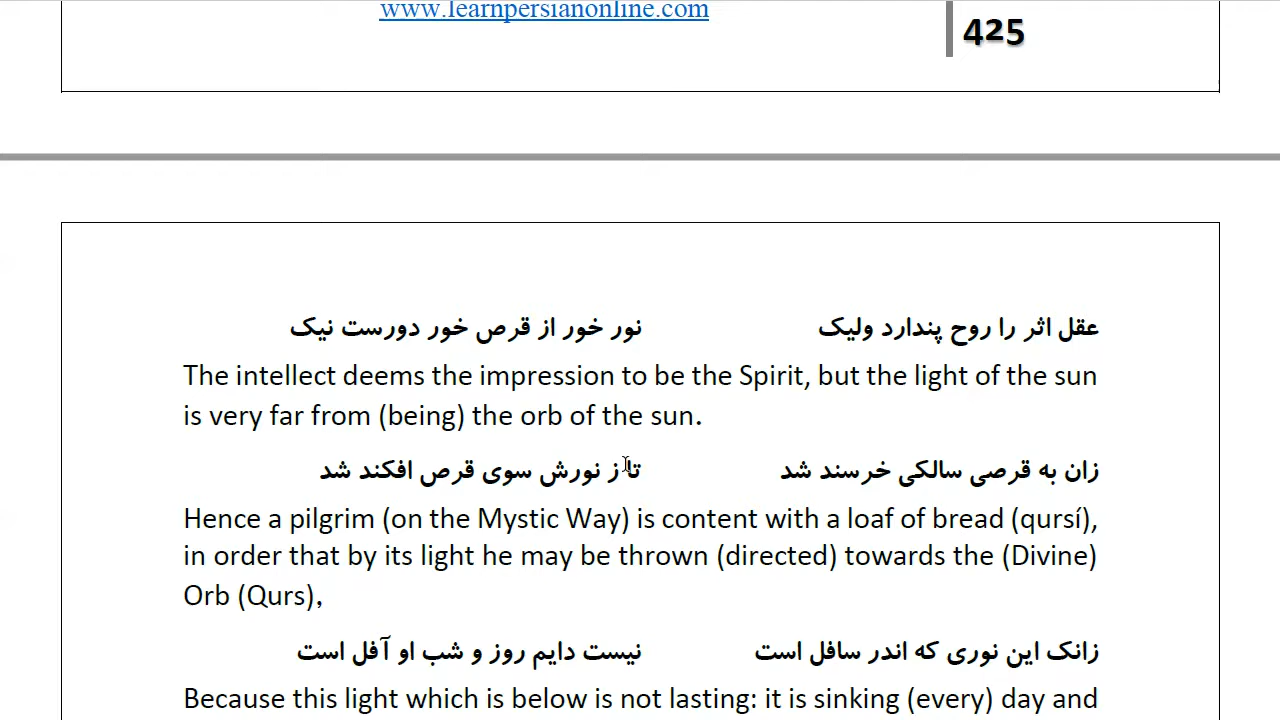 www.learnpersianonline.com
425
عقل اثر را روح پندارد ولیک نور خور از قرص خور دورست نیک
The intellect deems the impression to be the Spirit, but the light of the sun
is very far from (being) the orb of the sun.
زان به قرصی سالکی خرسند شد تا ز نورش سوی قرص افکند شد
Hence a pilgrim (on the Mystic Way) is content with a loaf of bread (qursí),
in order that by its light he may be thrown (directed) towards the (Divine)
Orb (Qurs),
زانک این نوری که اندر سافل است نیست دایم روز و شب او آفل است
Because this light which is below is not lasting: it is sinking (every) day and